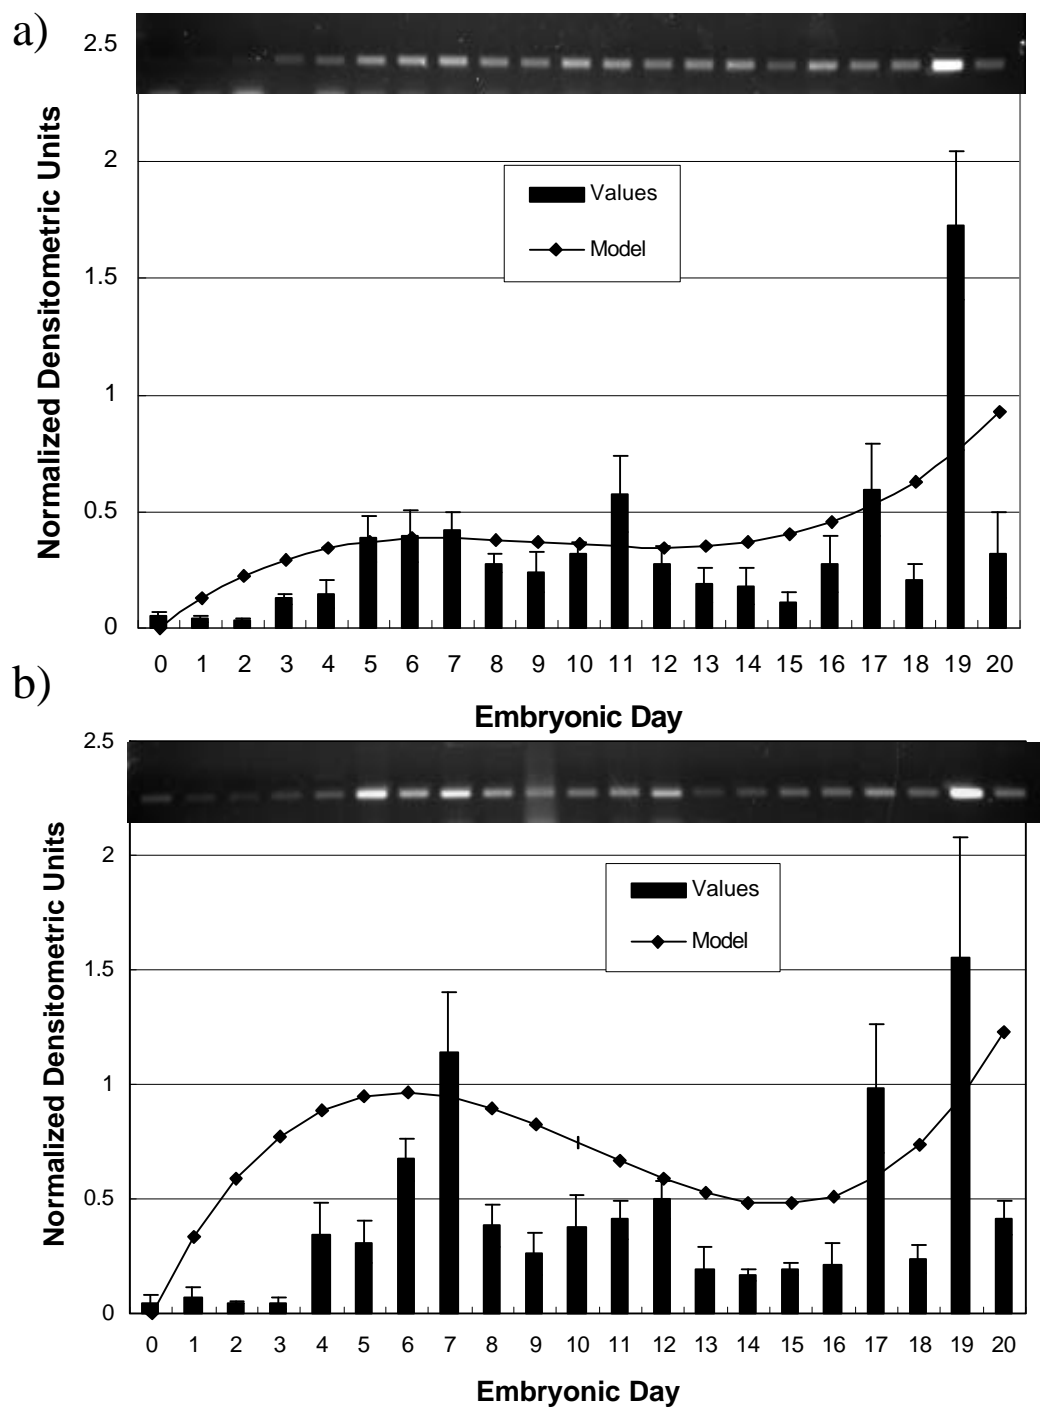 a)
2.5
2
1.5
1
0.5
0
Normalized Densitometric Units
Values
Model
0 1 2 3 4 5 6 7 8 9 10 11 12 13 14 15 16 17 18 19 20
Embryonic Day
b)
2.5
2
1.5
1
0.5
0
Normalized Densitometric Units
Values
Model
0 1 2 3 4 5 6 7 8 9 10 11 12 13 14 15 16 17 18 19 20
Embryonic Day